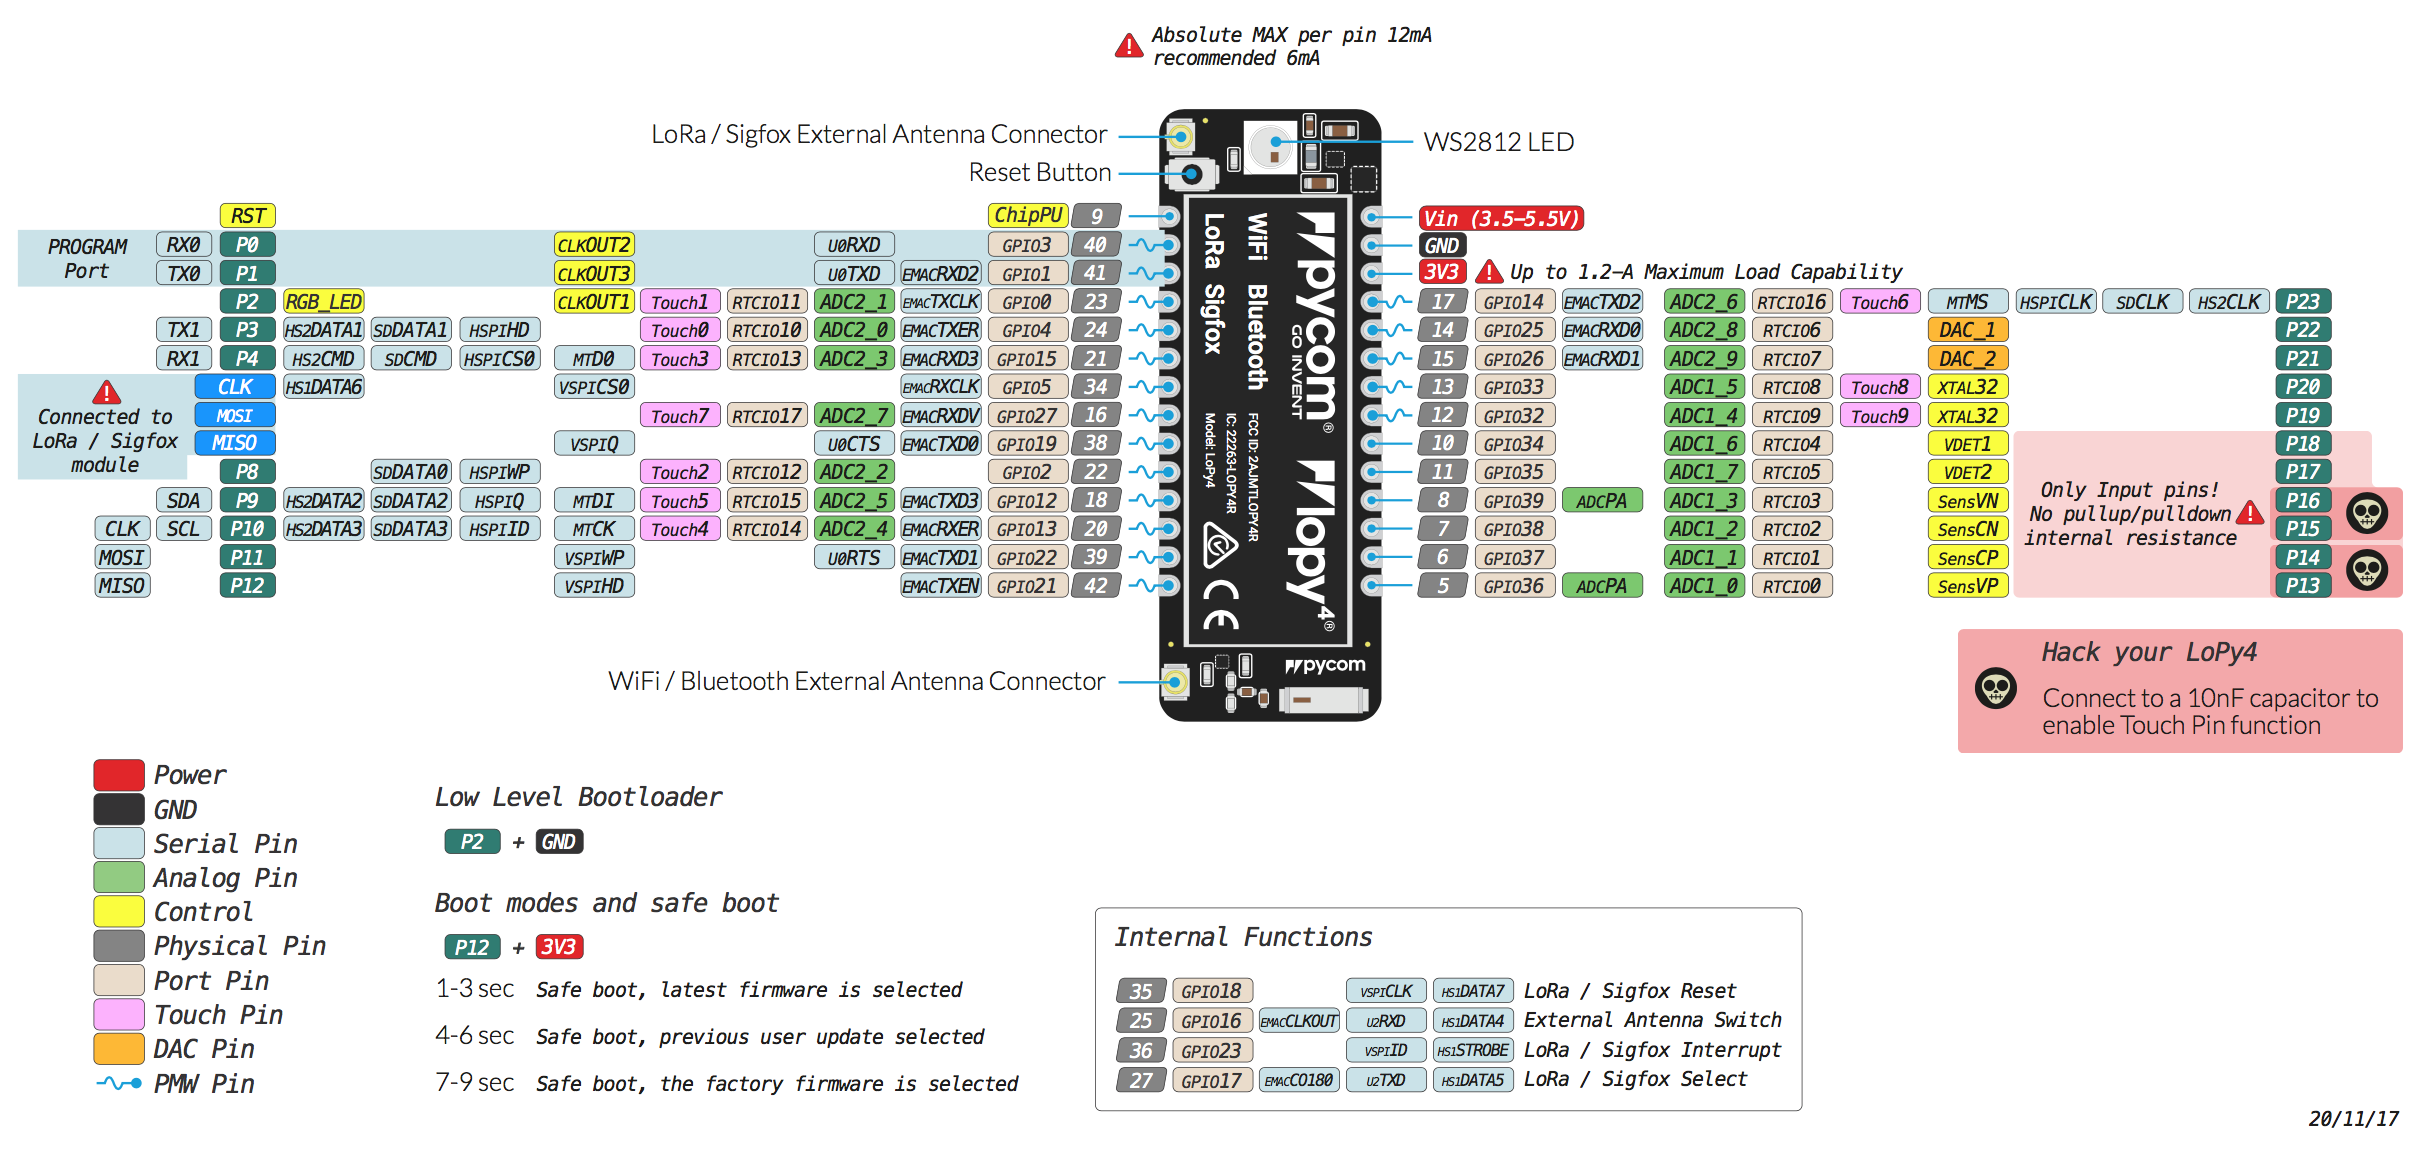 Absolute MAX per pin 12mA
recommended 6mA
LoRa / Sigfox External Antenna Connector
WS2812 LED
Reset Button
RST ChipPU 9 Vin (3.5–5.5V)
PROGRAM
Port
RX0 P0 CLKOUT2 U0RXD GPIO3 40 GND
TX0 P1 CLKOUT3 U0TXD EMACRXD2 GPIO1 41 3V3 Up to 1.2–A Maximum Load Capability
P2 RGB_LED CLKOUT1 Touch1 RTCIO11 ADC2_1 EMACTXCLK GPIO0 23 17 GPIO14 EMACTXD2 ADC2_6 RTCIO16 Touch6 MTMS HSPICLK SDCLK HS2CLK P23
TX1 P3 HS2DATA1 SDDATA1 HSPIHD Touch0 RTCIO10 ADC2_0 EMACTXER GPIO4 24 14 GPIO25 EMACRXD0 ADC2_8 RTCIO6 DAC_1 P22
RX1 P4 HS2CMD SDCMD HSPICS0 MTD0 Touch3 RTCIO13 ADC2_3 EMACRXD3 GPIO15 21 15 GPIO26 EMACRXD1 ADC2_9 RTCIO7 DAC_2 P21
CLK HS1DATA6 VSPICS0 EMACRXCLK GPIO5 34 13 GPIO33 ADC1_5 RTCIO8 Touch8 XTAL32 P20
MOSI Touch7 RTCIO17 ADC2_7 EMACRXDV GPIO27 16 12 GPIO32 ADC1_4 RTCIO9 Touch9 XTAL32 P19
MISO VSPIQ U0CTS EMACTXD0 GPIO19 38 10 GPIO34 ADC1_6 RTCIO4 VDET1 P18
Connected to
LoRa / Sigfox
module
P8 SDDATA0 HSPIWP Touch2 RTCIO12 ADC2_2 GPIO2 22 11 GPIO35 ADC1_7 RTCIO5 VDET2 P17
SDA P9 HS2DATA2 SDDATA2 HSPIQ MTDI Touch5 RTCIO15 ADC2_5 EMACTXD3 GPIO12 18 8 GPIO39 ADCPA ADC1_3 RTCIO3 SensVN P16
CLK SCL P10 HS2DATA3 SDDATA3 HSPIID MTCK Touch4 RTCIO14 ADC2_4 EMACRXER GPIO13 20 7 GPIO38 ADC1_2 RTCIO2 SensCN P15
MOSI P11 VSPIWP U0RTS EMACTXD1 GPIO22 39 6 GPIO37 ADC1_1 RTCIO1 SensCP P14
MISO P12 VSPIHD EMACTXEN GPIO21 42 5 GPIO36 ADCPA ADC1_0 RTCIO0 SensVP P13
Only Input pins!
No pullup/pulldown
internal resistance
pycom®
GO INVENT
lopy4®
WiFi Bluetooth
LoRa Sigfox
FCC ID: 2AJMTLOPY4R
IC: 22263-LOPY4R
Model: LoPy4
CE
pycom
WiFi / Bluetooth External Antenna Connector
Hack your LoPy4
Connect to a 10nF capacitor to
enable Touch Pin function
Power
GND
Serial Pin
Analog Pin
Control
Physical Pin
Port Pin
Touch Pin
DAC Pin
PMW Pin
Low Level Bootloader
P2 + GND
Boot modes and safe boot
P12 + 3V3
1-3 sec Safe boot, latest firmware is selected
4-6 sec Safe boot, previous user update selected
7-9 sec Safe boot, the factory firmware is selected
Internal Functions
35 GPIO18 VSPICLK HS1DATA7 LoRa / Sigfox Reset
25 GPIO16 EMACCLKOUT U2RXD HS1DATA4 External Antenna Switch
36 GPIO23 VSPIID HS1STROBE LoRa / Sigfox Interrupt
27 GPIO17 EMACCO180 U2TXD HS1DATA5 LoRa / Sigfox Select
20/11/17